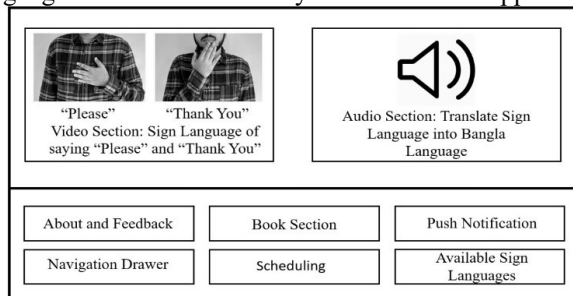 “Please”
“Thank You”
Video Section: Sign Language of
saying “Please” and “Thank You”
Audio Section: Translate Sign
Language into Bangla
Language
About and Feedback
Book Section
Push Notification
Navigation Drawer
Scheduling
Available Sign
Languages